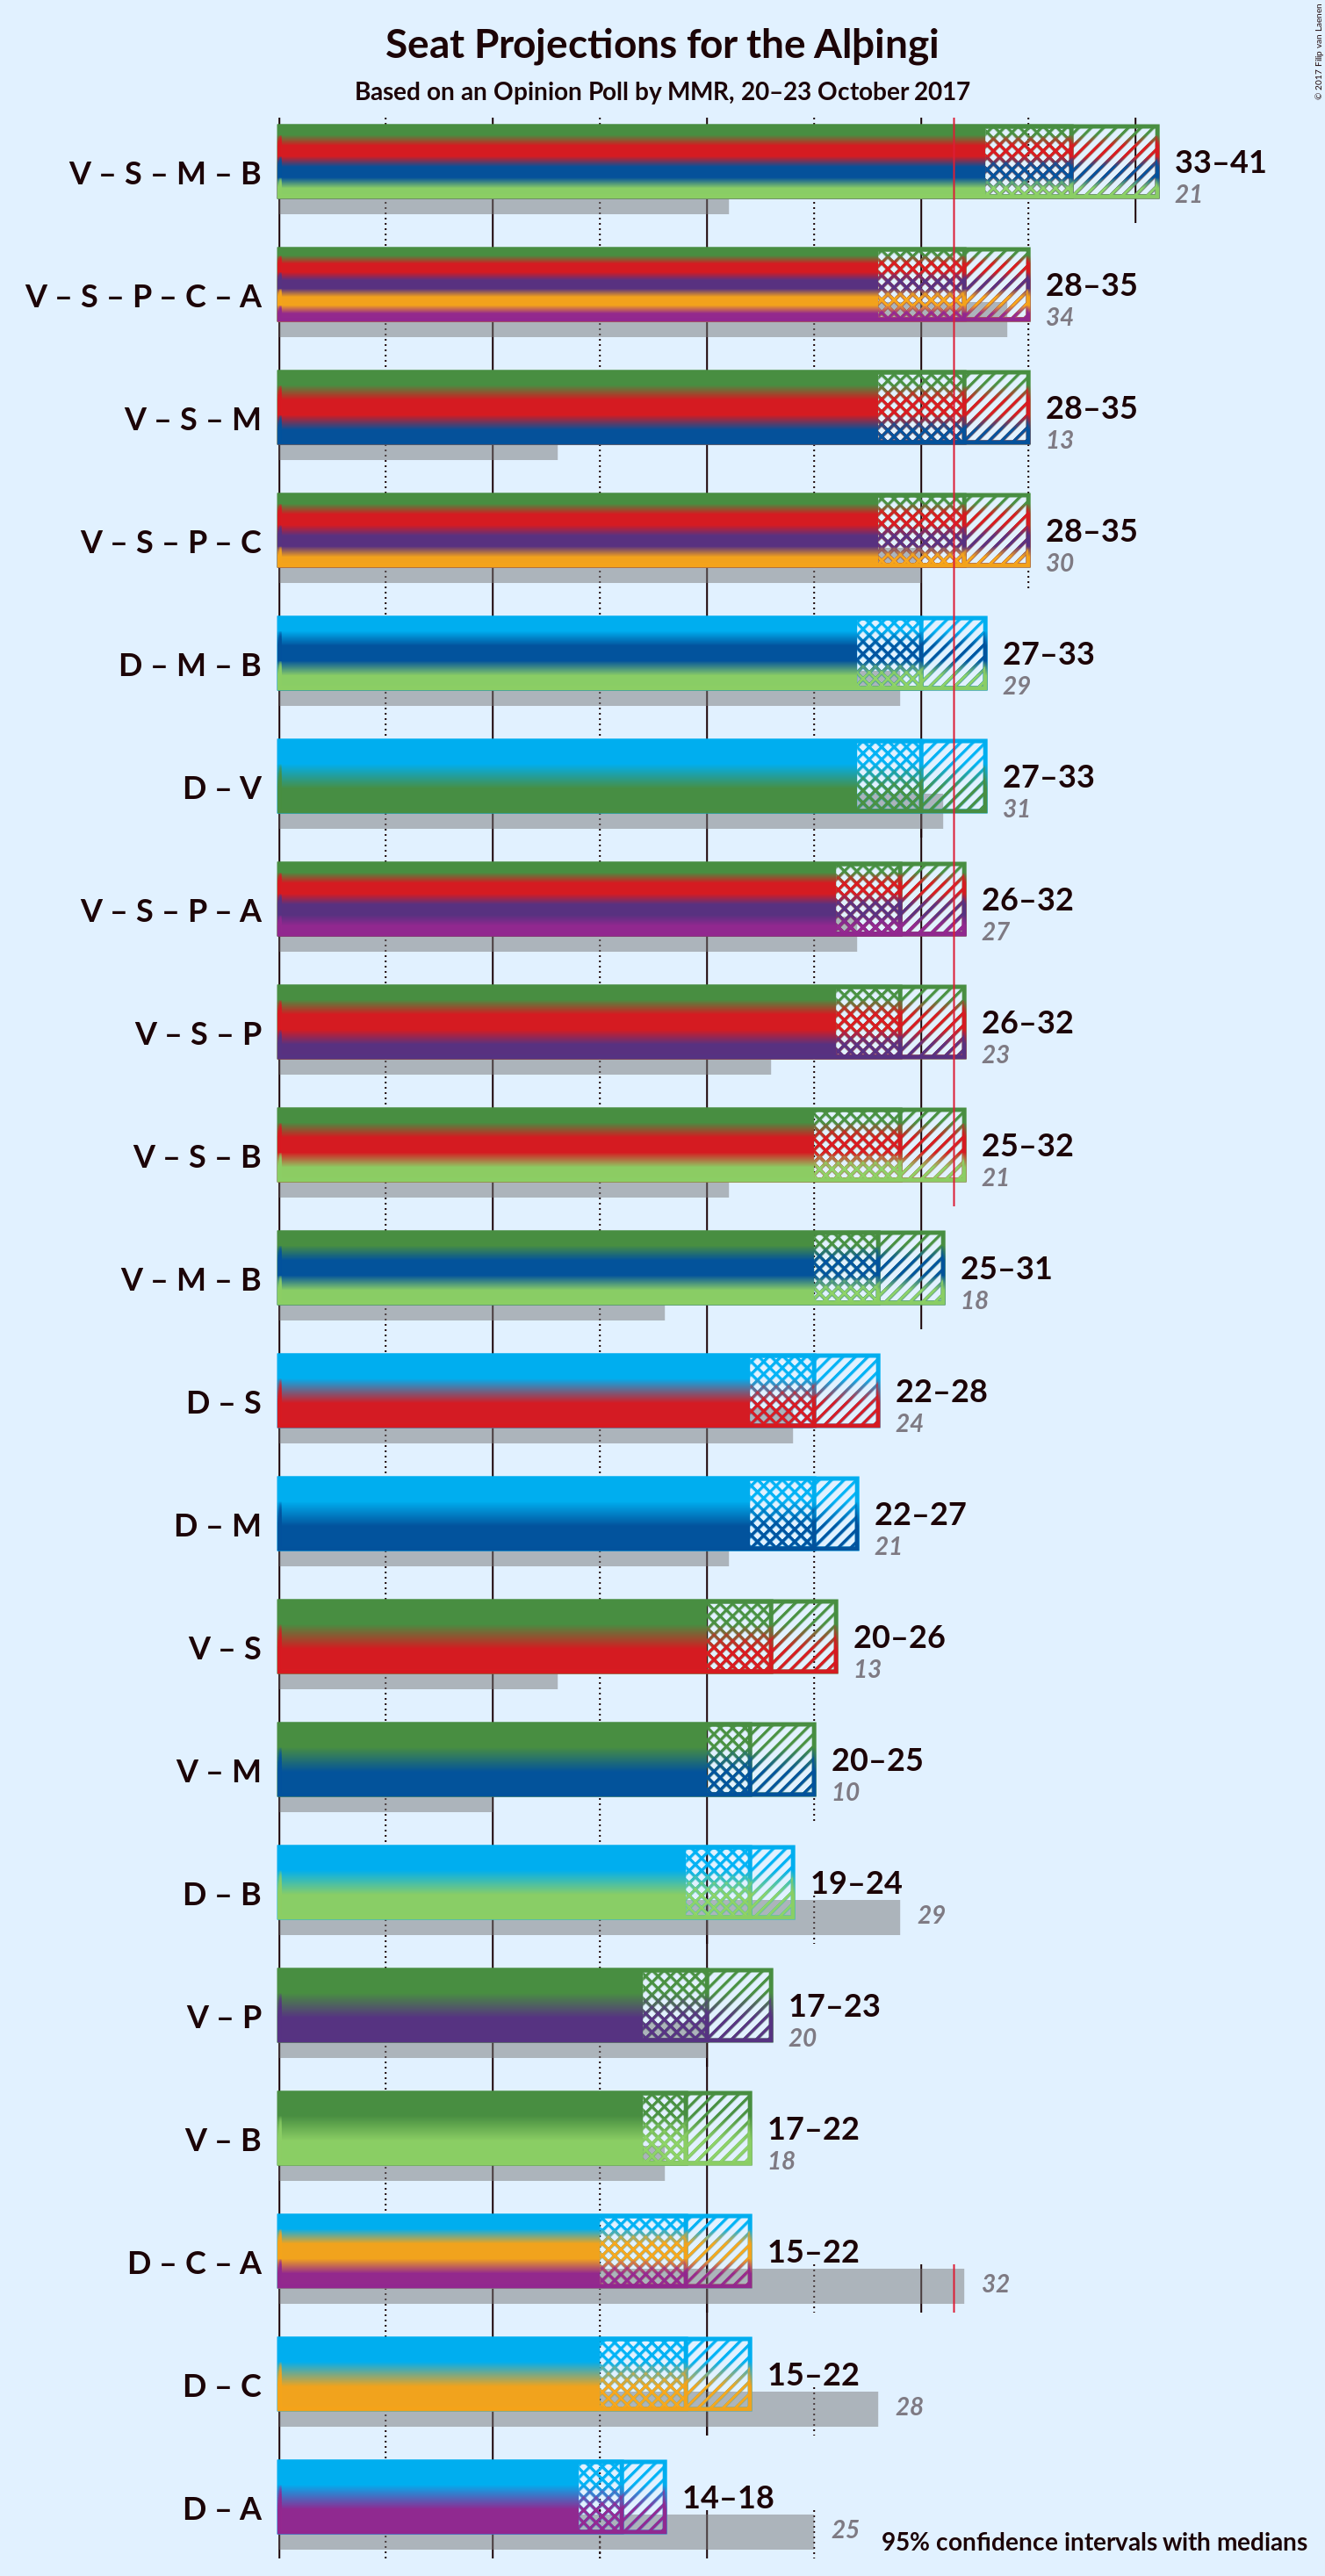 Seat Projections for the Alþingi
Based on an Opinion Poll by MMR, 20–23 October 2017
© 2017 Filip van Laenen
V – S – M – B
33–41
21
V – S – P – C – A
28–35
34
V – S – M
28–35
13
V – S – P – C
28–35
30
D – M – B
27–33
29
D – V
27–33
31
V – S – P – A
26–32
27
V – S – P
26–32
23
V – S – B
25–32
21
V – M – B
25–31
18
D – S
22–28
24
D – M
22–27
21
V – S
20–26
13
V – M
20–25
10
D – B
19–24
29
V – P
17–23
20
V – B
17–22
18
D – C – A
15–22
32
D – C
15–22
28
D – A
14–18
25
95% confidence intervals with medians